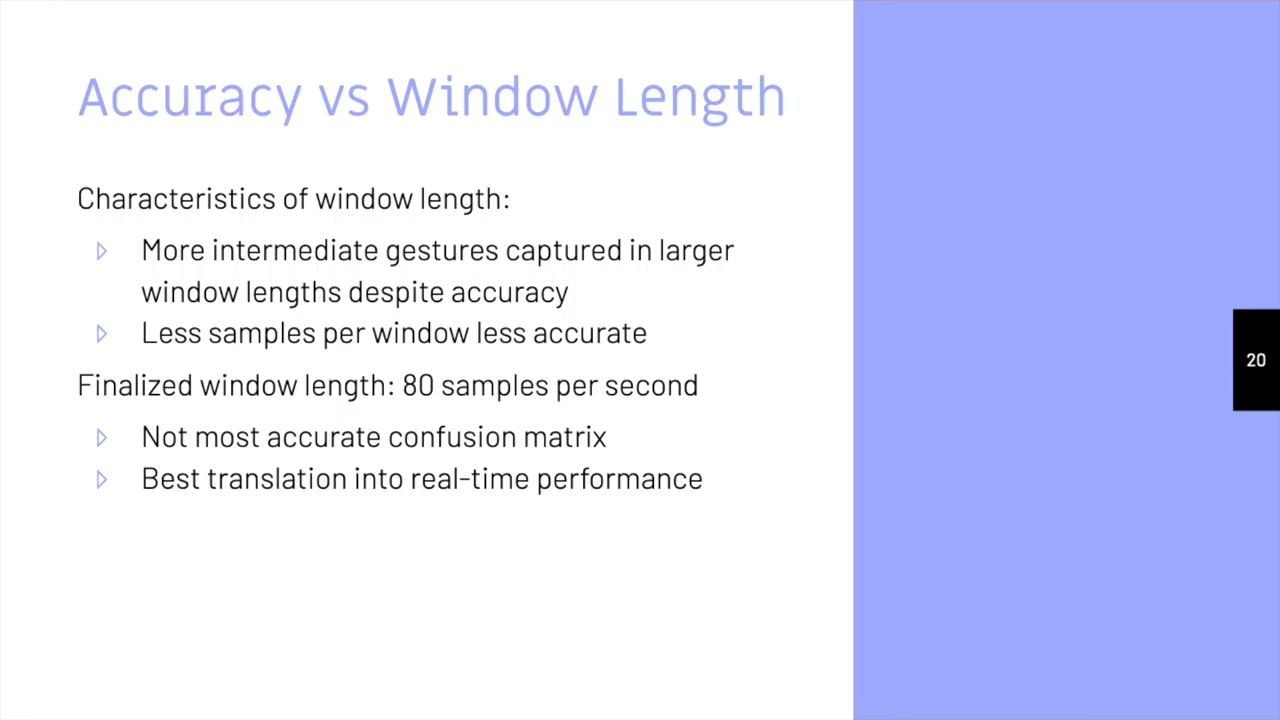 Accuracy vs Window Length
Characteristics of window length:
More intermediate gestures captured in larger
window lengths despite accuracy
Less samples per window less accurate
Finalized window length: 80 samples per second
Not most accurate confusion matrix
Best translation into real-time performance
20